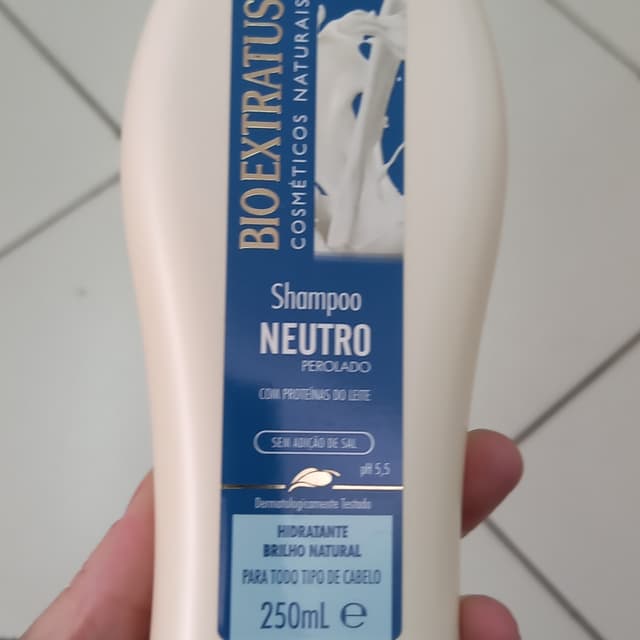 BIO EXTRATUS
COSMÉTICOS NATURAIS
Shampoo
NEUTRO
PEROLADO
COM PROTEÍNAS DO LEITE
SEM ADIÇÃO DE SAL
pH 5,5
Dermatologicamente Testado
HIDRATANTE
BRILHO NATURAL
PARA TODO TIPO DE CABELO
250mL ℮